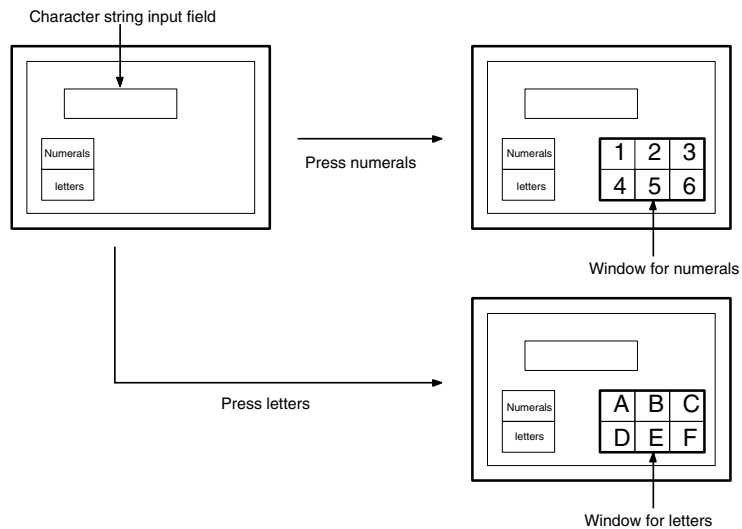 Character string input field
Numerals
letters
Press numerals
Numerals
letters
1 2 3
4 5 6
Window for numerals
Press letters
Numerals
letters
A B C
D E F
Window for letters